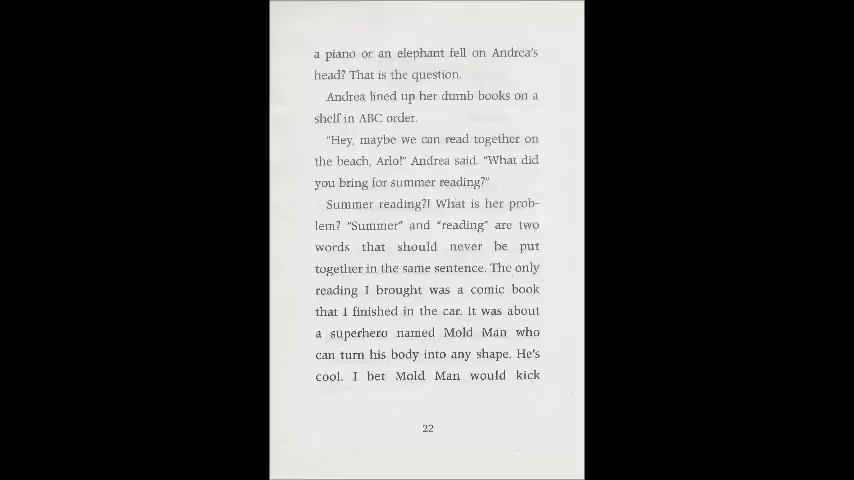 a piano or an elephant fell on Andrea's
head? That is the question.
Andrea lined up her dumb books on a
shelf in ABC order.
"Hey, maybe we can read together on
the beach, Arlo!" Andrea said. "What did
you bring for summer reading?"
Summer reading?! What is her prob-
lem? "Summer" and "reading" are two
words that should never be put
together in the same sentence. The only
reading I brought was a comic book
that I finished in the car. It was about
a superhero named Mold Man who
can turn his body into any shape. He's
cool. I bet Mold Man would kick
22